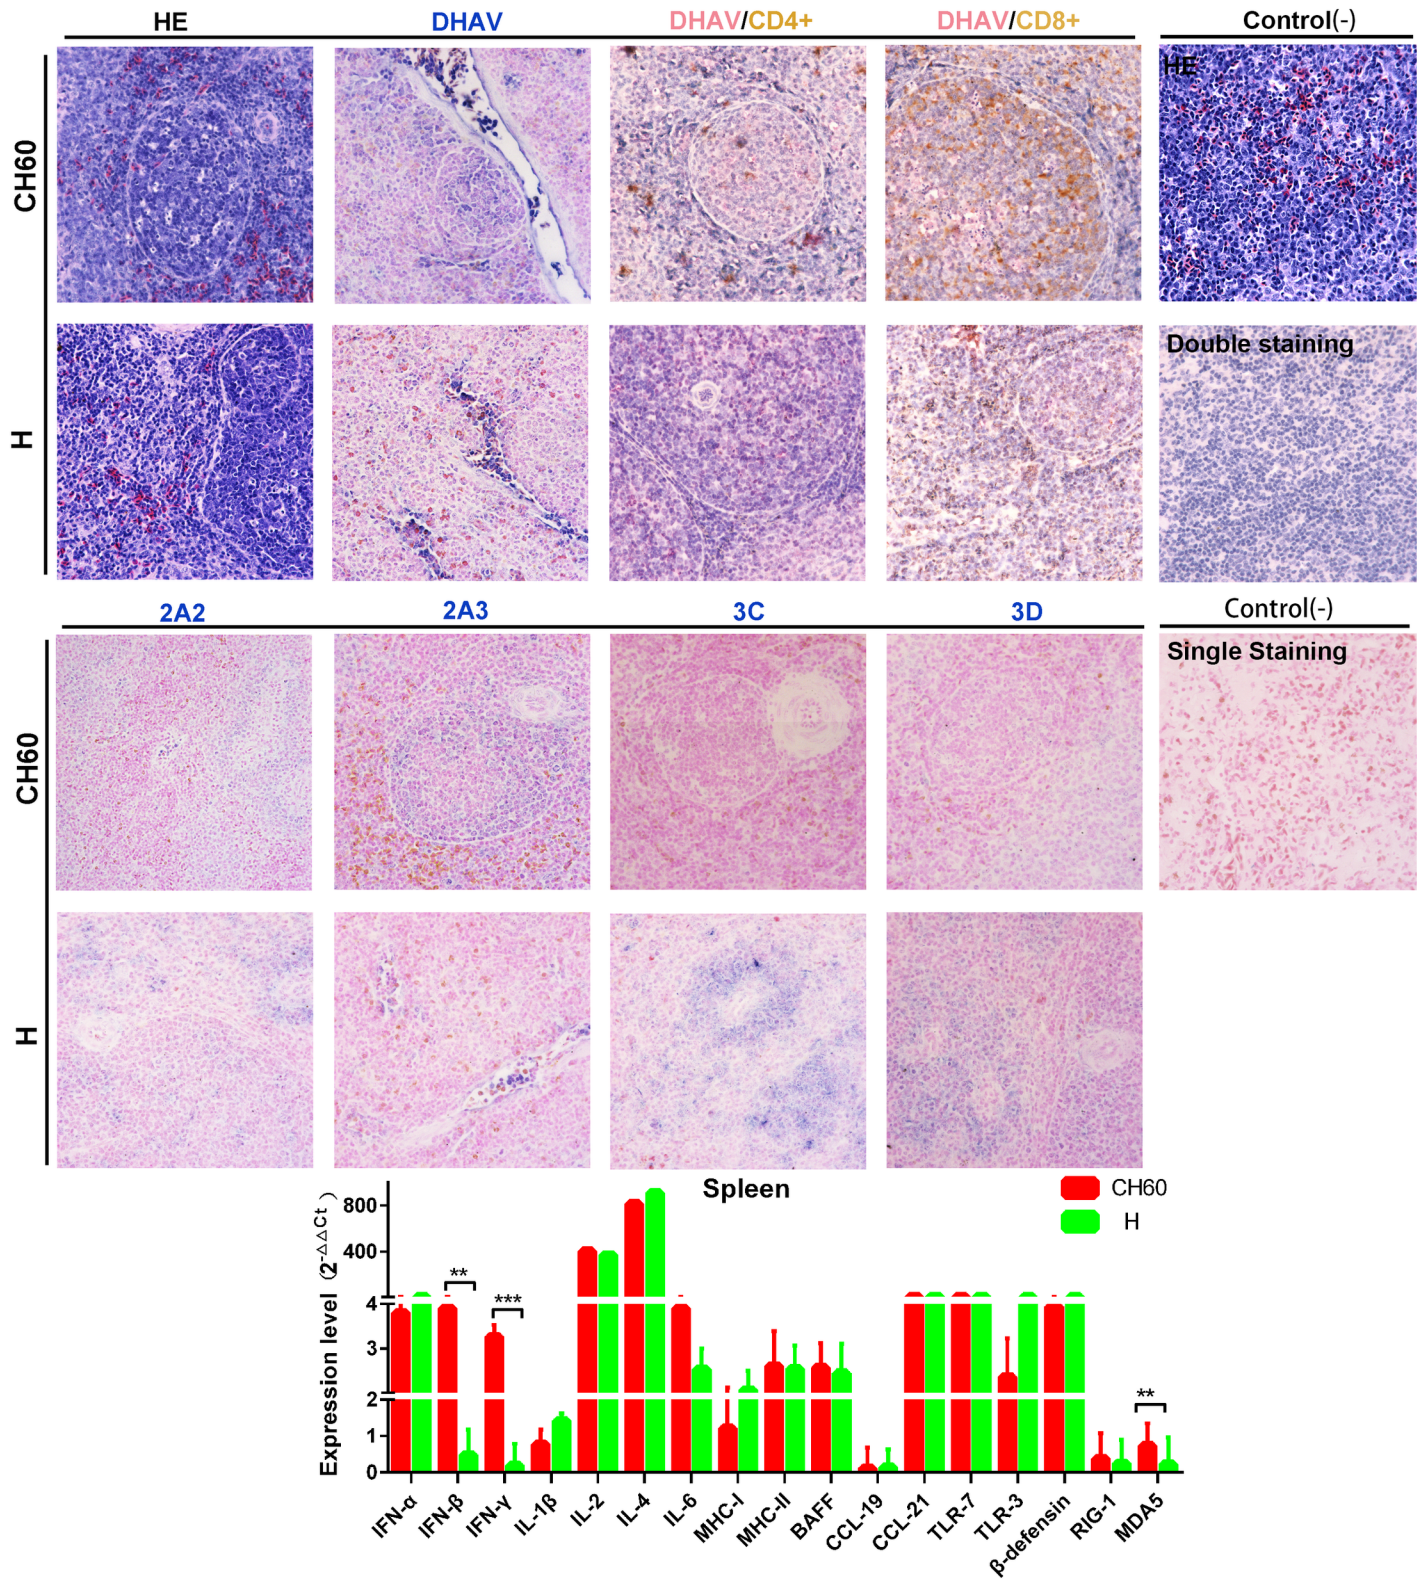 HE DHAV DHAV/CD4+ DHAV/CD8+ Control(-)
CH60
HE
H
Double staining
2A2 2A3 3C 3D Control(-)
CH60
Single Staining
H
Spleen
CH60
H
Expression level (2^-△△Ct)
800
400
4
3
2
1
0
** *** **
IFN-α IFN-β IFN-γ IL-1β IL-2 IL-4 IL-6 MHC-I MHC-II BAFF CCL-19 CCL-21 TLR-7 TLR-3 β-defensin RIG-1 MDA5